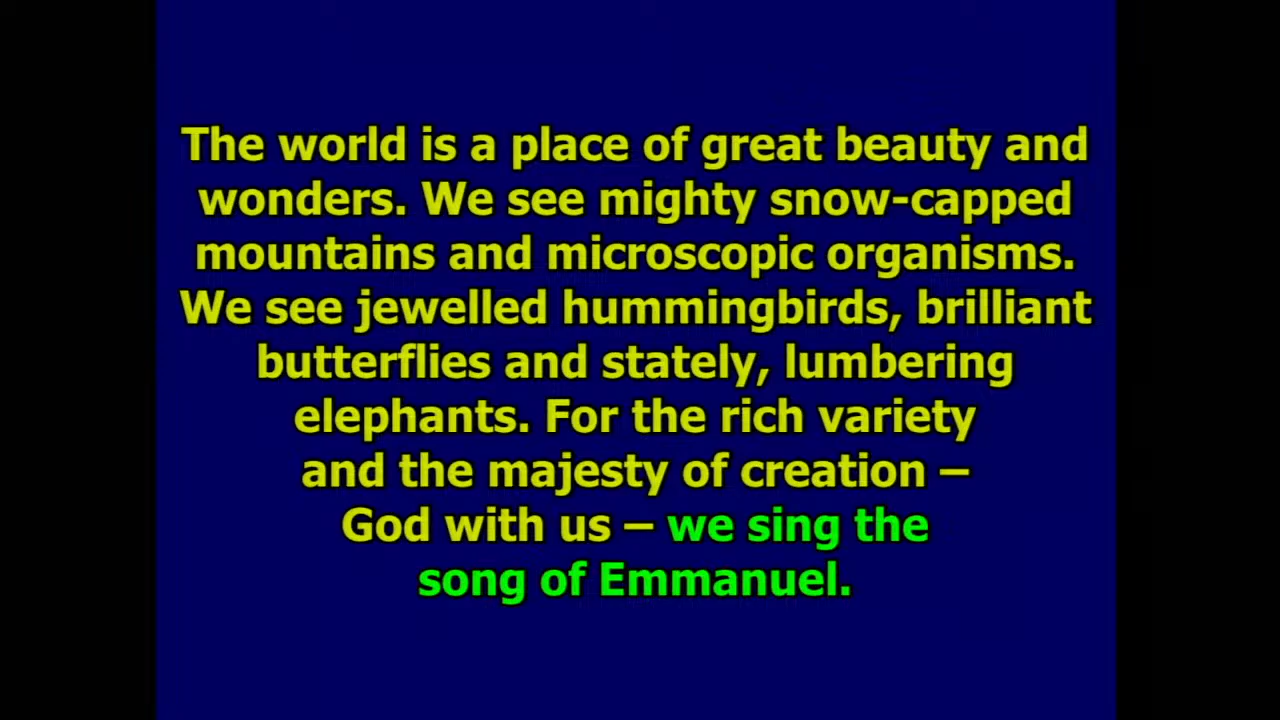 The world is a place of great beauty and
wonders. We see mighty snow-capped
mountains and microscopic organisms.
We see jewelled hummingbirds, brilliant
butterflies and stately, lumbering
elephants. For the rich variety
and the majesty of creation –
God with us – we sing the
song of Emmanuel.